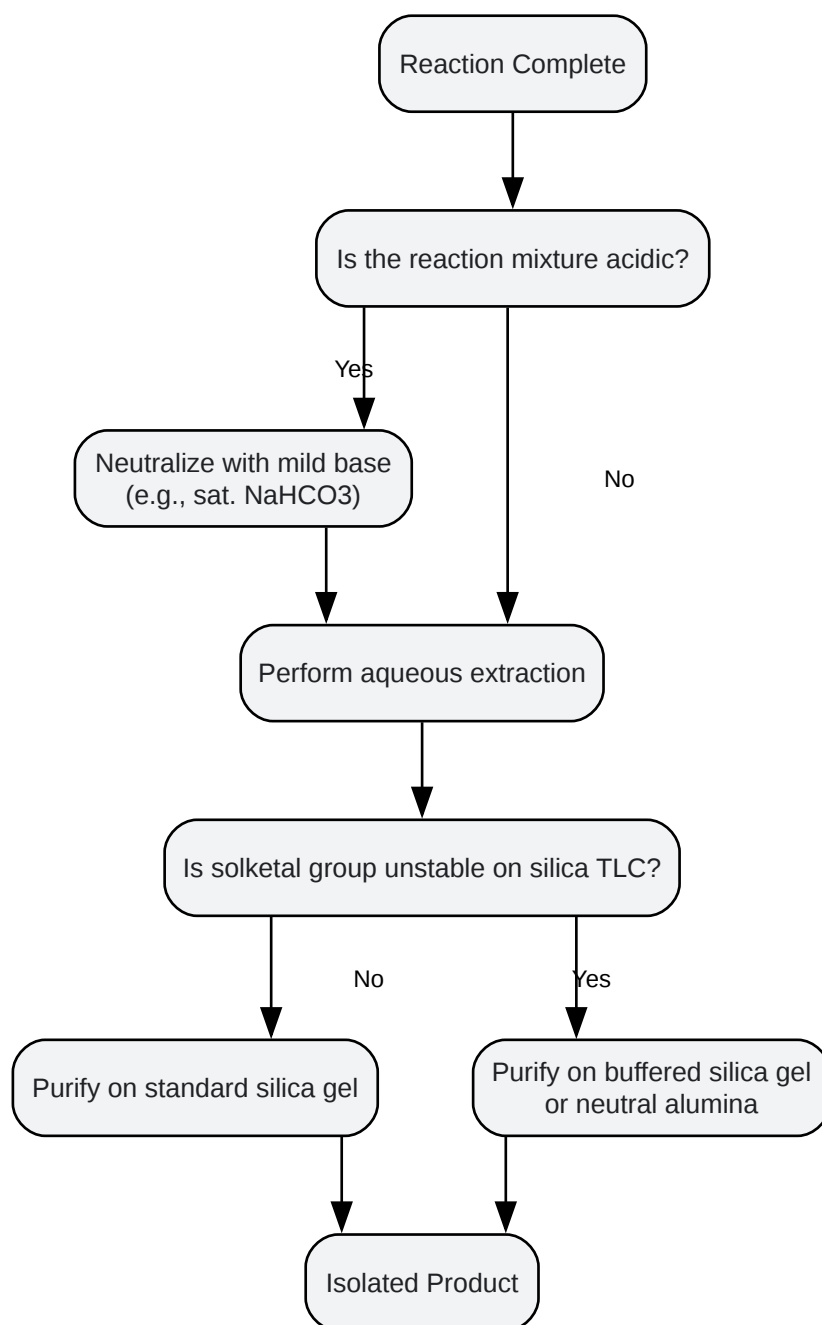 Reaction Complete
Is the reaction mixture acidic?
Yes
Neutralize with mild base
(e.g., sat. NaHCO3)
No
Perform aqueous extraction
Is solketal group unstable on silica TLC?
No
Yes
Purify on standard silica gel
Purify on buffered silica gel
or neutral alumina
Isolated Product